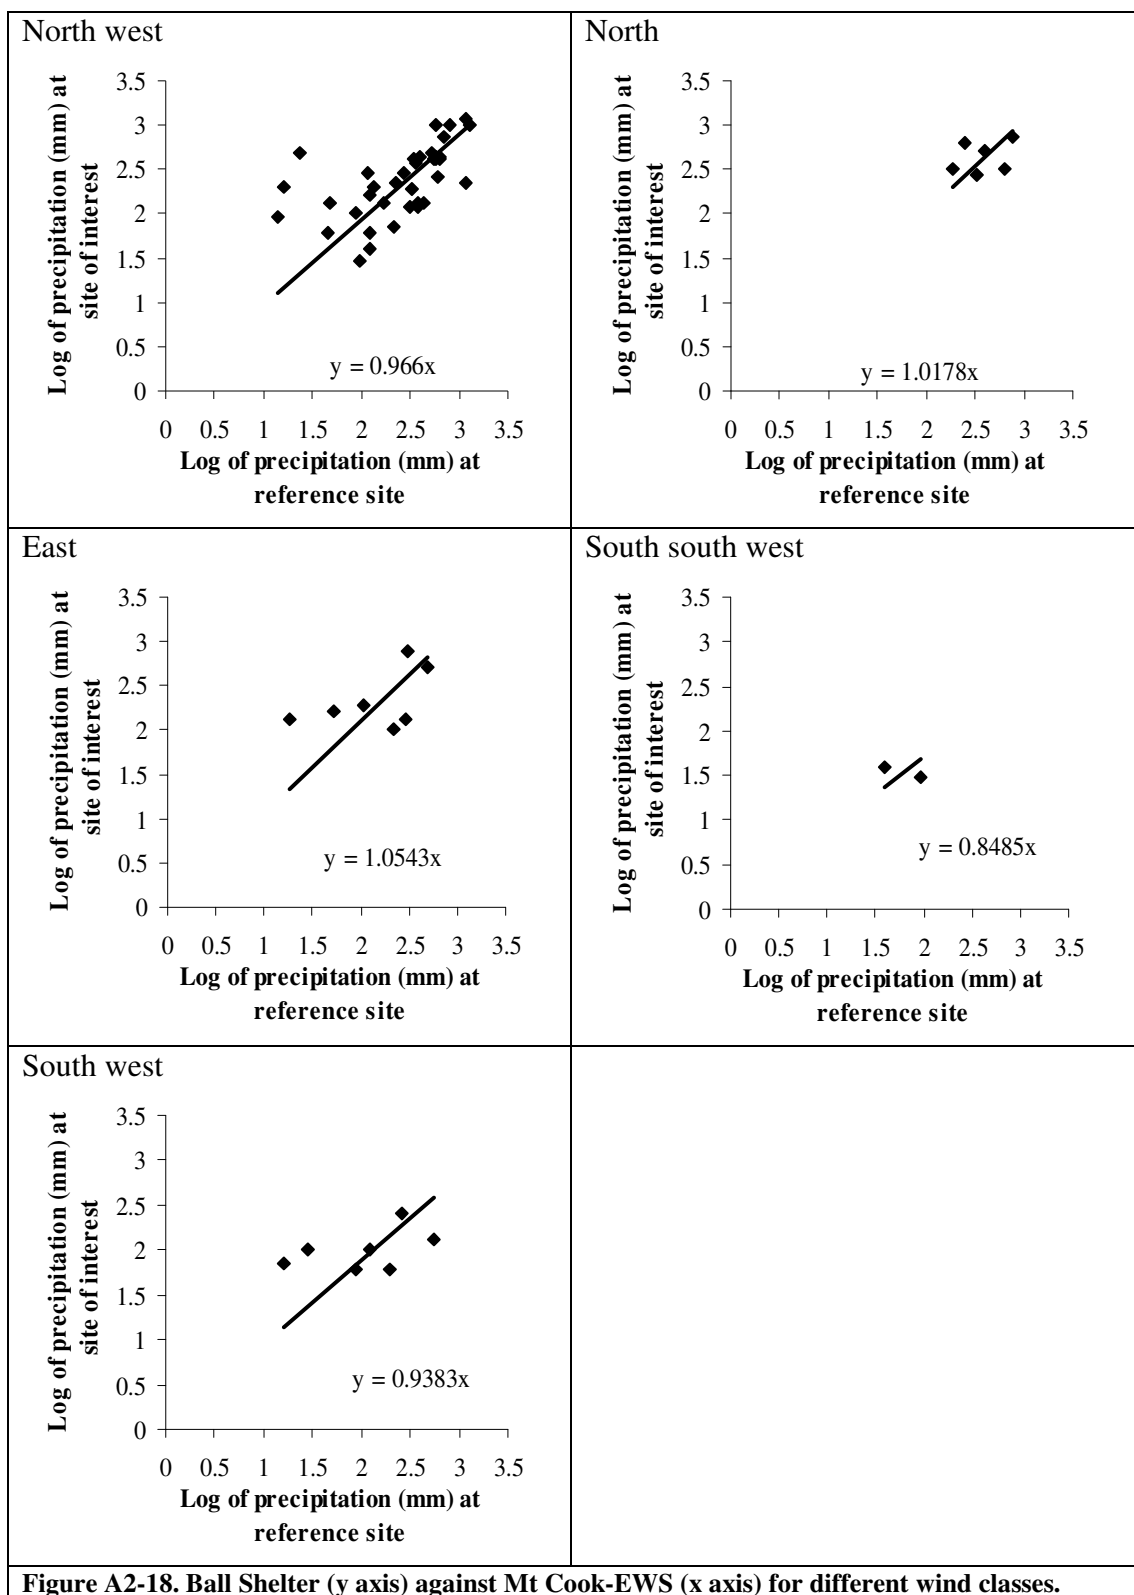 North west
Log of precipitation (mm) at
site of interest
3.5
3
2.5
2
1.5
1
0.5
0
y = 0.966x
0 0.5 1 1.5 2 2.5 3 3.5
Log of precipitation (mm) at
reference site
North
Log of precipitation (mm) at
site of interest
3.5
3
2.5
2
1.5
1
0.5
0
y = 1.0178x
0 0.5 1 1.5 2 2.5 3 3.5
Log of precipitation (mm) at
reference site
East
Log of precipitation (mm) at
site of interest
3.5
3
2.5
2
1.5
1
0.5
0
y = 1.0543x
0 0.5 1 1.5 2 2.5 3 3.5
Log of precipitation (mm) at
reference site
South south west
Log of precipitation (mm) at
site of interest
3.5
3
2.5
2
1.5
1
0.5
0
y = 0.8485x
0 0.5 1 1.5 2 2.5 3 3.5
Log of precipitation (mm) at
reference site
South west
Log of precipitation (mm) at
site of interest
3.5
3
2.5
2
1.5
1
0.5
0
y = 0.9383x
0 0.5 1 1.5 2 2.5 3 3.5
Log of precipitation (mm) at
reference site
Figure A2-18. Ball Shelter (y axis) against Mt Cook-EWS (x axis) for different wind classes.